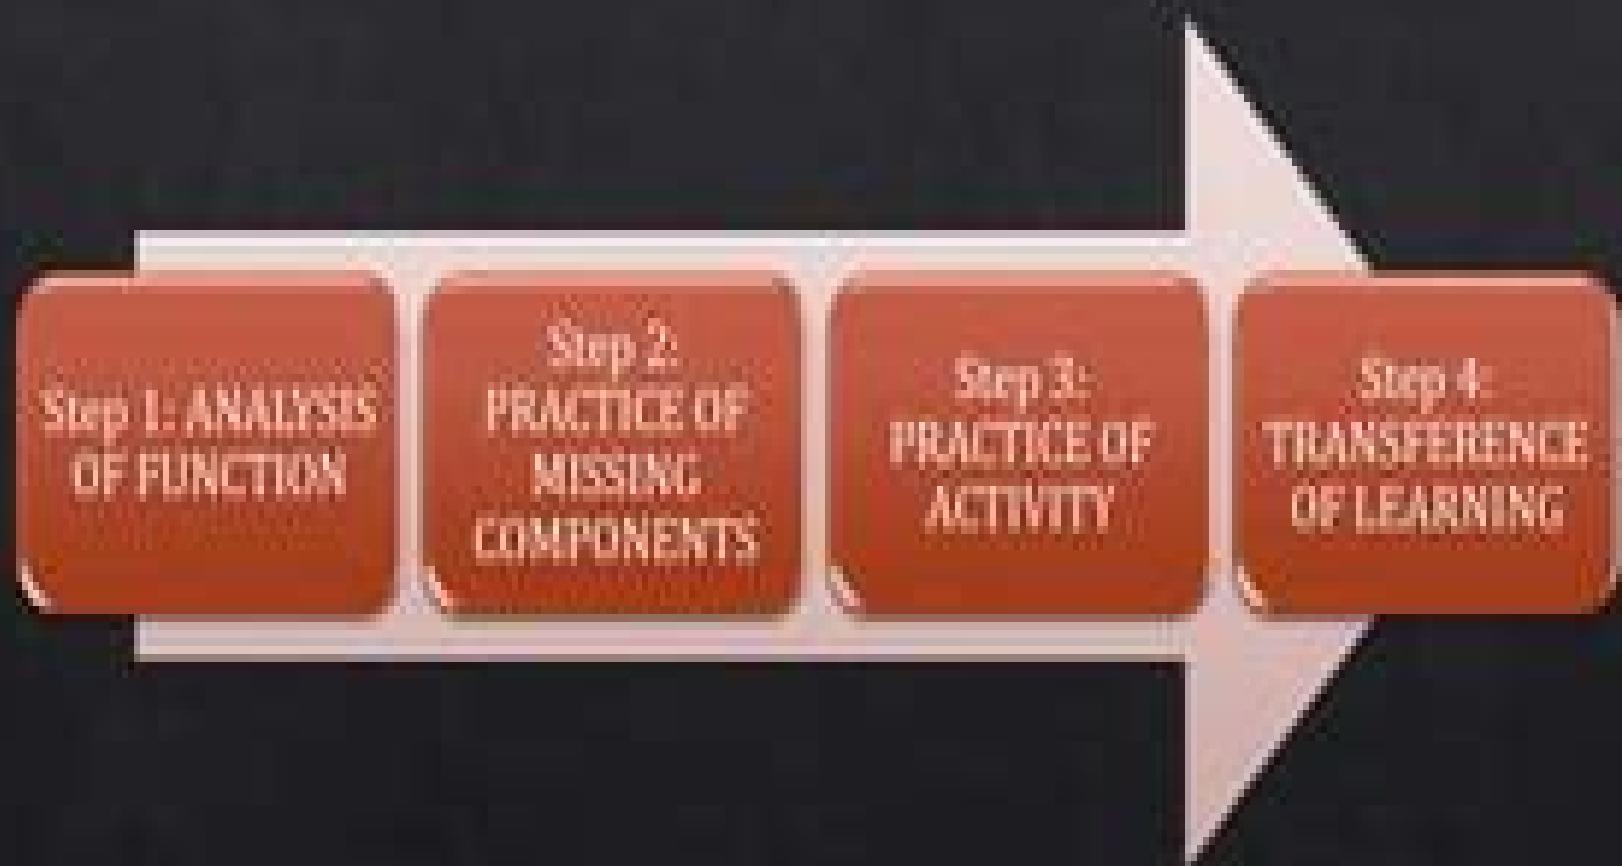 Step 1: ANALYSIS
OF FUNCTION
Step 2:
PRACTICE OF
MISSING
COMPONENTS
Step 3:
PRACTICE OF
ACTIVITY
Step 4:
TRANSFERENCE
OF LEARNING